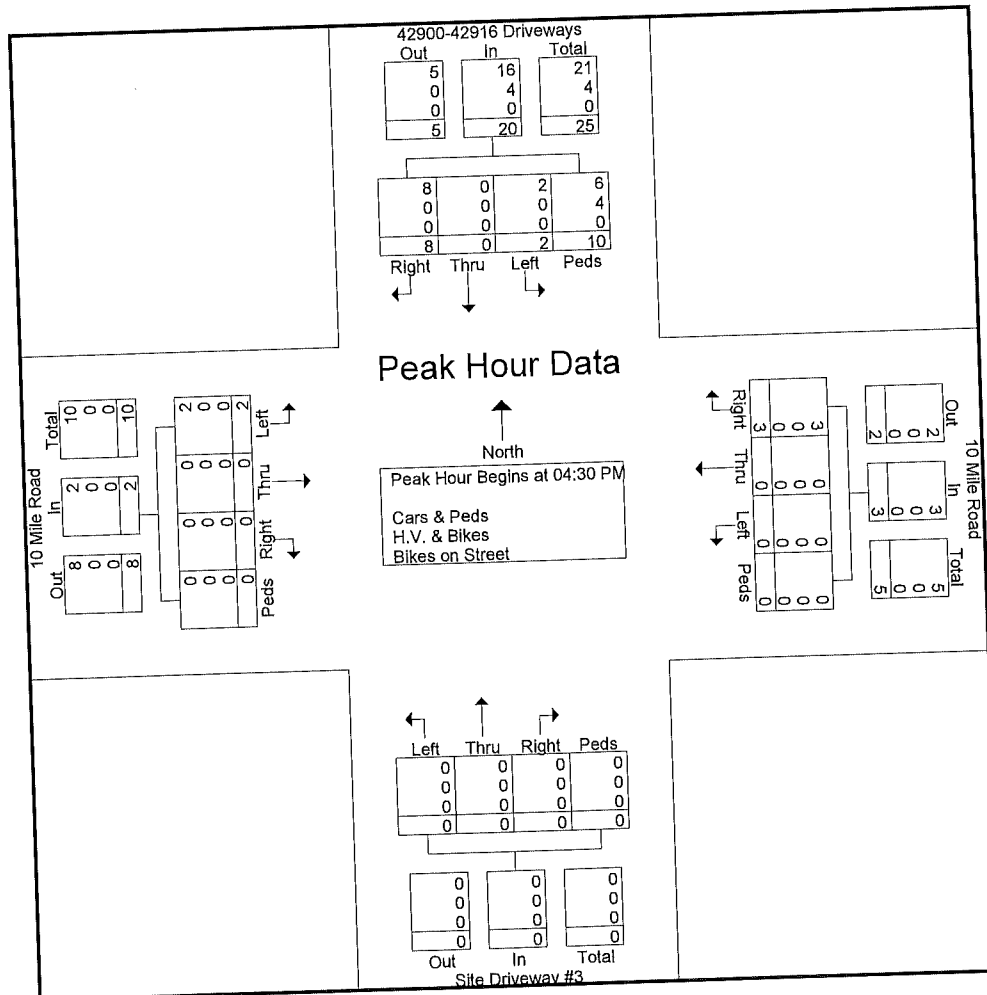 42900-42916 Driveways
Out In Total
5 16 21
0 4 4
0 0 0
5 20 25
8 0 2 6
0 0 0 4
0 0 0 0
8 0 2 10
Right Thru Left Peds
Peak Hour Data
North
Peak Hour Begins at 04:30 PM
Cars & Peds
H.V. & Bikes
Bikes on Street
10 Mile Road
Total
10 0 0 10
In
2 0 0 2
Out
8 0 0 8
Left
2 0 0 2
Thru
0 0 0 0
Right
0 0 0 0
Peds
0 0 0 0
Right
3 0 0 3
Thru
0 0 0 0
Left
0 0 0 0
Peds
0 0 0 0
Out
2 0 0 2
In
3 0 0 3
Total
5 0 0 5
10 Mile Road
Left Thru Right Peds
0 0 0 0
0 0 0 0
0 0 0 0
0 0 0 0
0 0 0
0 0 0
0 0 0
0 0 0
Out In Total
Site Driveway #3